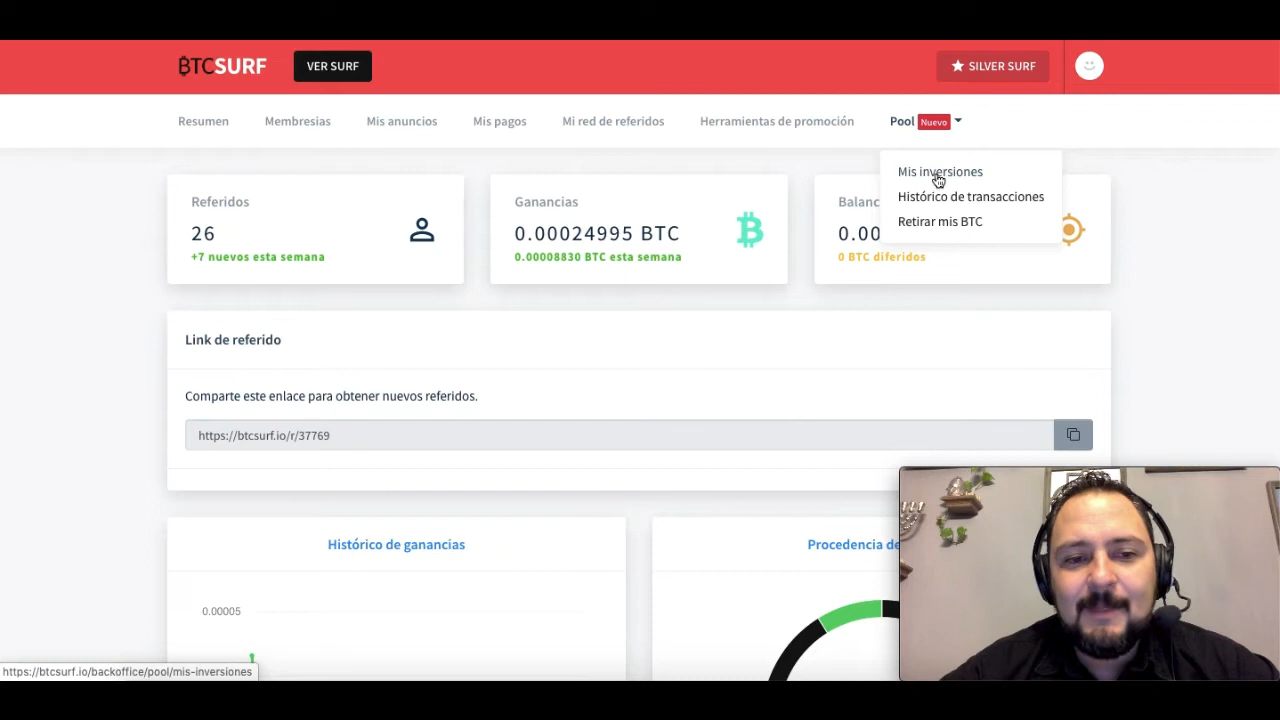 BTCSURF
VER SURF
SILVER SURF
Resumen
Membresias
Mis anuncios
Mis pagos
Mi red de referidos
Herramientas de promoción
Pool Nuevo
Mis inversiones
Histórico de transacciones
Retirar mis BTC
Referidos
26
+7 nuevos esta semana
Ganancias
0.00024995 BTC
0.00008830 BTC esta semana
Balanc
0.00
0 BTC diferidos
Link de referido
Comparte este enlace para obtener nuevos referidos.
https://btcsurf.io/r/37769
Histórico de ganancias
0.00005
Procedencia de
https://btcsurf.io/backoffice/pool/mis-inversiones